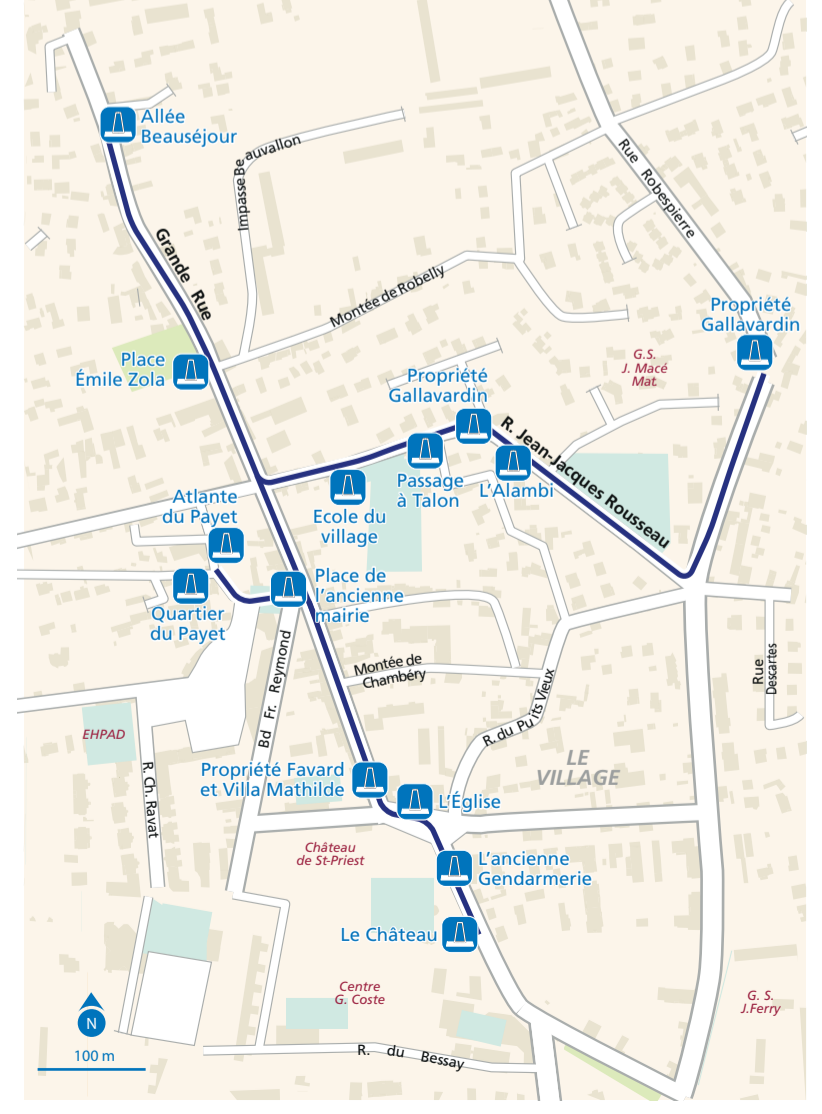 Allée
Beauséjour
Impasse Beauvallon
Rue Robespierre
Grande Rue
Montée de Robelly
Propriété
Gallavardin
Place
Émile Zola
G.S.
J. Macé
Mat.
Propriété
Gallavardin
R. Jean-Jacques Rousseau
Passage
à Talon
L'Alambi
Atlante
du Payet
Ecole du
village
Place de
l'ancienne
mairie
Quartier
du Payet
Montée de
Chambéry
Bd Fr. Reymond
R. du Puits Vieux
Rue
Descartes
EHPAD
R. Ch. Ravat
LE
VILLAGE
Propriété Favard
et Villa Mathilde
L'Église
Château
de St-Priest
L'ancienne
Gendarmerie
Le Château
Centre
G. Coste
G. S.
J.Ferry
N
100 m
R. du Bessay